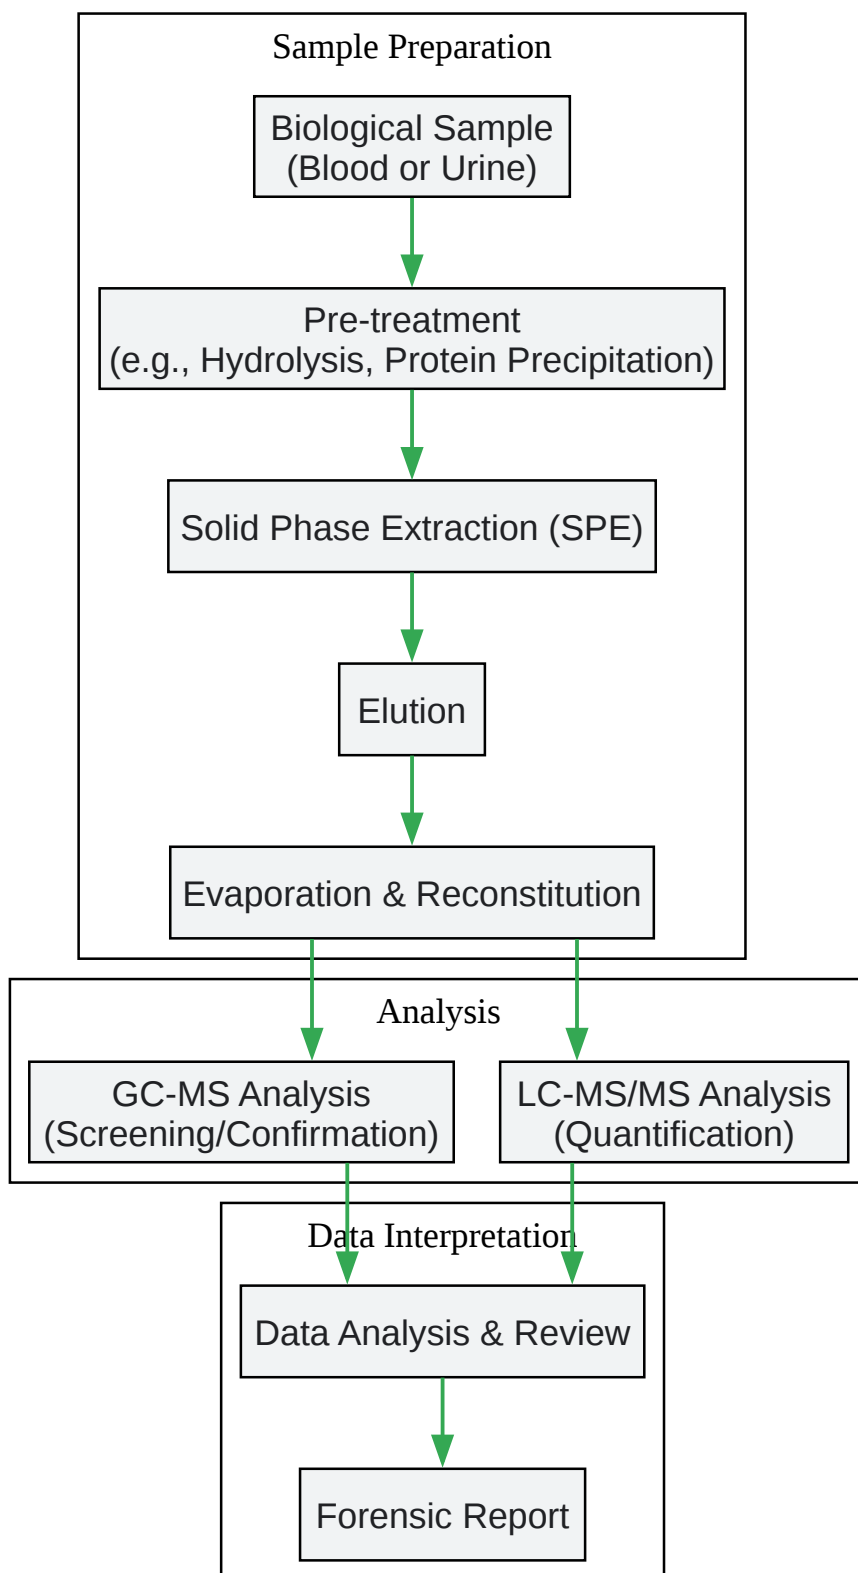 Sample Preparation
Biological Sample
(Blood or Urine)
Pre-treatment
(e.g., Hydrolysis, Protein Precipitation)
Solid Phase Extraction (SPE)
Elution
Evaporation & Reconstitution
Analysis
GC-MS Analysis
(Screening/Confirmation)
LC-MS/MS Analysis
(Quantification)
Data Interpretation
Data Analysis & Review
Forensic Report